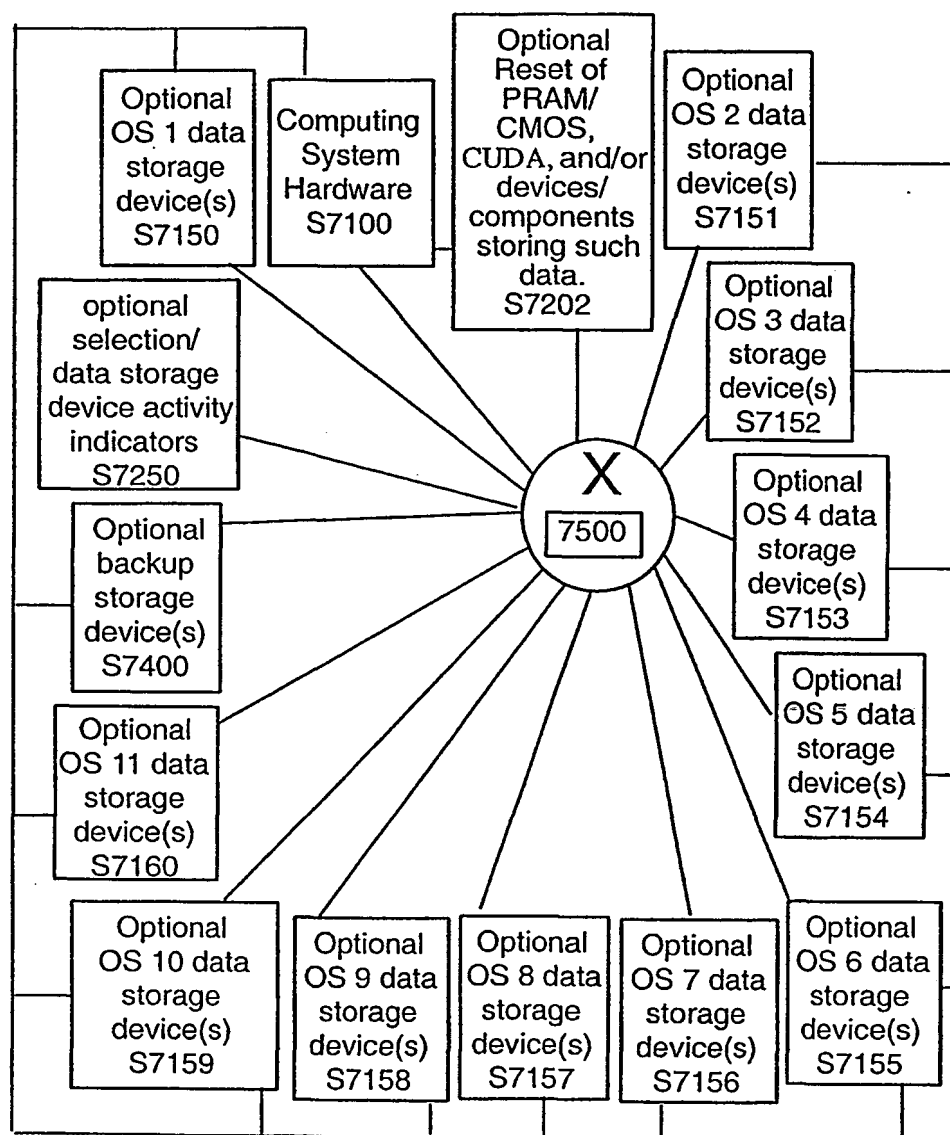 Optional
OS 1 data
storage
device(s)
S7150
Computing
System
Hardware
S7100
Optional
Reset of
PRAM/
CMOS,
CUDA, and/or
devices/
components
storing such
data.
S7202
Optional
OS 2 data
storage
device(s)
S7151
optional
selection/
data storage
device activity
indicators
S7250
Optional
OS 3 data
storage
device(s)
S7152
X
7500
Optional
OS 4 data
storage
device(s)
S7153
Optional
backup
storage
device(s)
S7400
Optional
OS 5 data
storage
device(s)
S7154
Optional
OS 11 data
storage
device(s)
S7160
Optional
OS 10 data
storage
device(s)
S7159
Optional
OS 9 data
storage
device(s)
S7158
Optional
OS 8 data
storage
device(s)
S7157
Optional
OS 7 data
storage
device(s)
S7156
Optional
OS 6 data
storage
device(s)
S7155